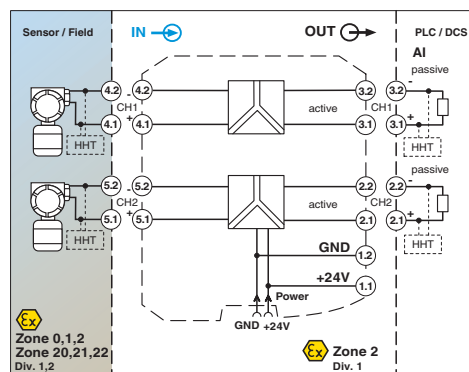 Sensor / Field
IN
OUT
PLC / DCS
AI
passive
4.2 4.2 3.2 3.2
- -
CH1 CH1
+ active +
4.1 4.1 3.1 3.1
HHT HHT
passive
5.2 5.2 2.2 2.2
- -
CH2 CH2
+ active +
5.1 5.1 2.1 2.1
HHT HHT
GND 1.2
+24V 1.1
Power
GND +24V
Ex
Zone 0,1,2
Zone 20,21,22
Div. 1,2
Ex Zone 2
Div. 1